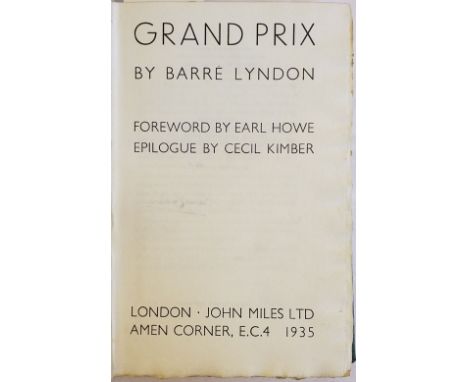 GRAND PRIX
BY BARRÉ LYNDON
FOREWORD BY EARL HOWE
EPILOGUE BY CECIL KIMBER
LONDON · JOHN MILES LTD
AMEN CORNER, E.C.4 1935